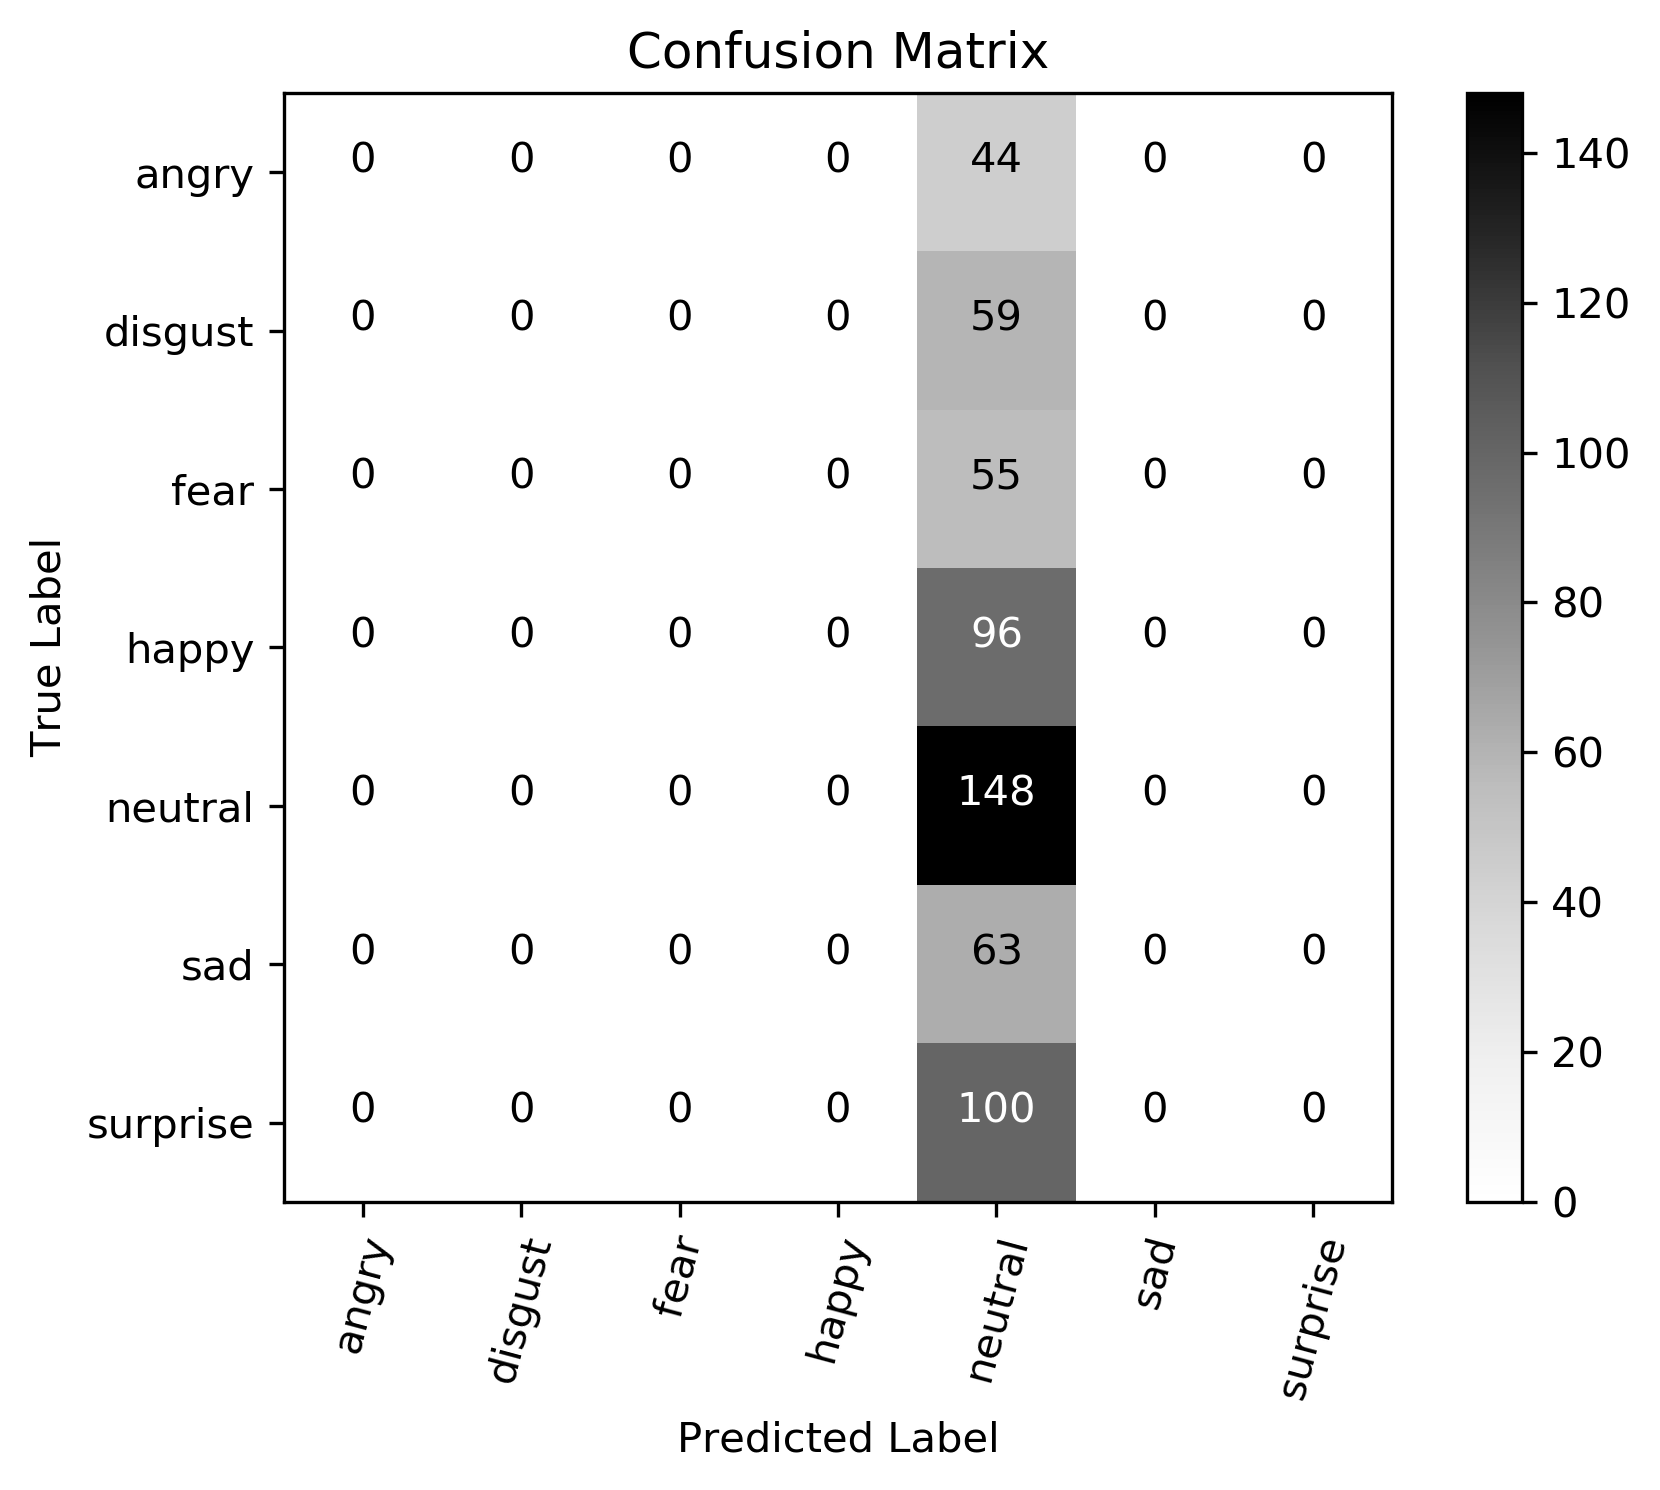 Confusion Matrix
True Label
angry 0 0 0 0 44 0 0
disgust 0 0 0 0 59 0 0
fear 0 0 0 0 55 0 0
happy 0 0 0 0 96 0 0
neutral 0 0 0 0 148 0 0
sad 0 0 0 0 63 0 0
surprise 0 0 0 0 100 0 0
angry disgust fear happy neutral sad surprise
Predicted Label
140
120
100
80
60
40
20
0